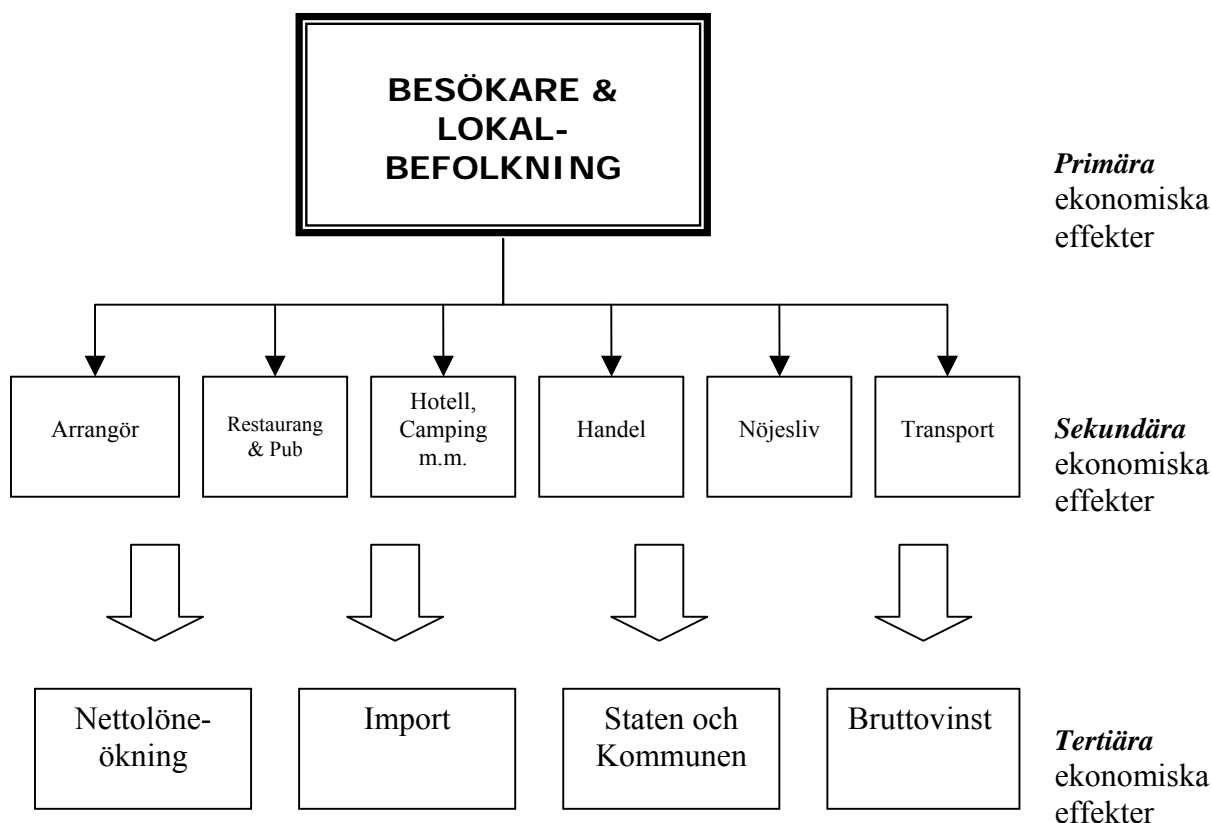 BESÖKARE &
LOKAL-
BEFOLKNING
Primära
ekonomiska
effekter
Arrangör
Restaurang
& Pub
Hotell,
Camping
m.m.
Handel
Nöjesliv
Transport
Sekundära
ekonomiska
effekter
Nettolöne-
ökning
Import
Staten och
Kommunen
Bruttovinst
Tertiära
ekonomiska
effekter